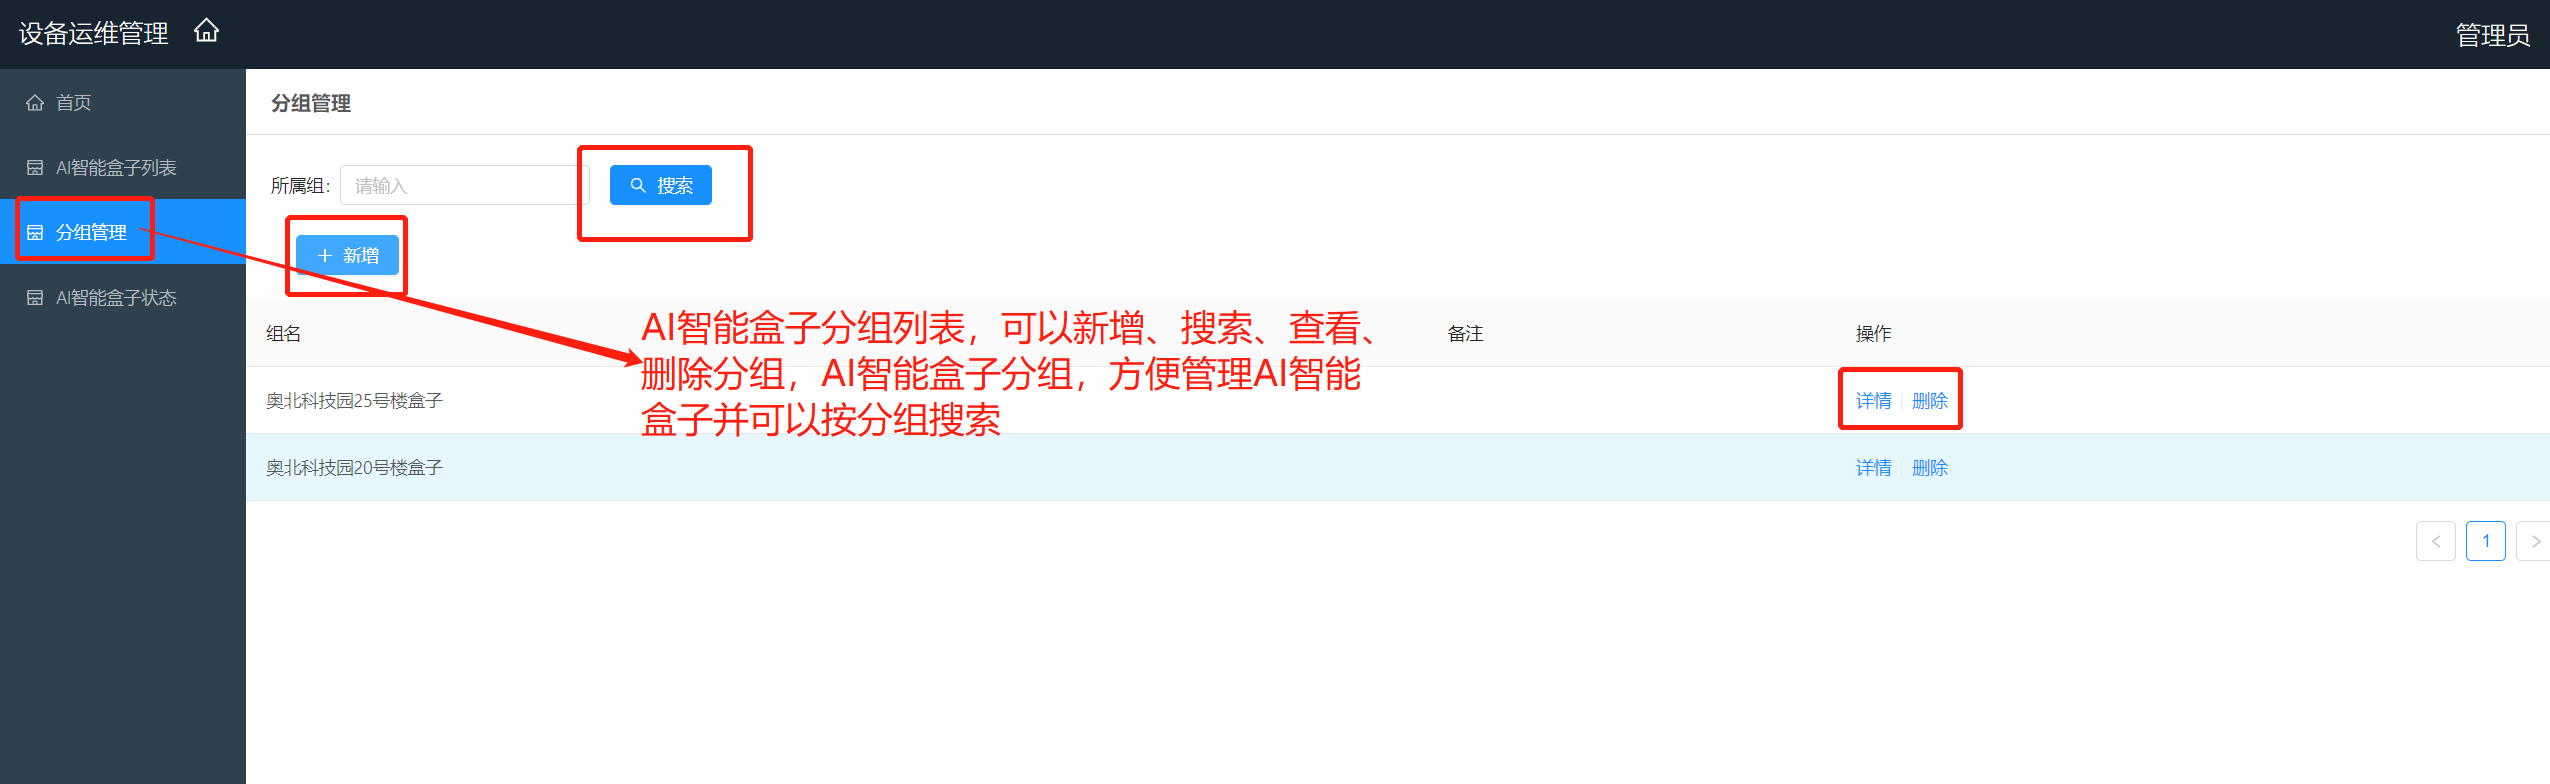 设备运维管理
管理员
首页
AI智能盒子列表
分组管理
AI智能盒子状态
分组管理
所属组:
请输入
搜索
新增
组名
备注
操作
AI智能盒子分组列表，可以新增、搜索、查看、
删除分组，AI智能盒子分组，方便管理AI智能
盒子并可以按分组搜索
奥北科技园25号楼盒子
详情
删除
奥北科技园20号楼盒子
详情
删除
<
1
>